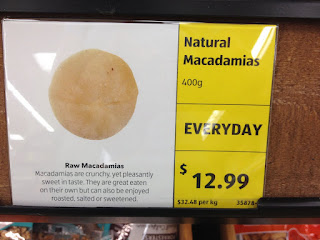 Natural
Macadamias
400g
EVERYDAY
$12.99
$32.48 per kg 35878
Raw Macadamias
Macadamias are crunchy, yet pleasantly
sweet in taste. They are great eaten
on their own but can also be enjoyed
roasted, salted or sweetened.